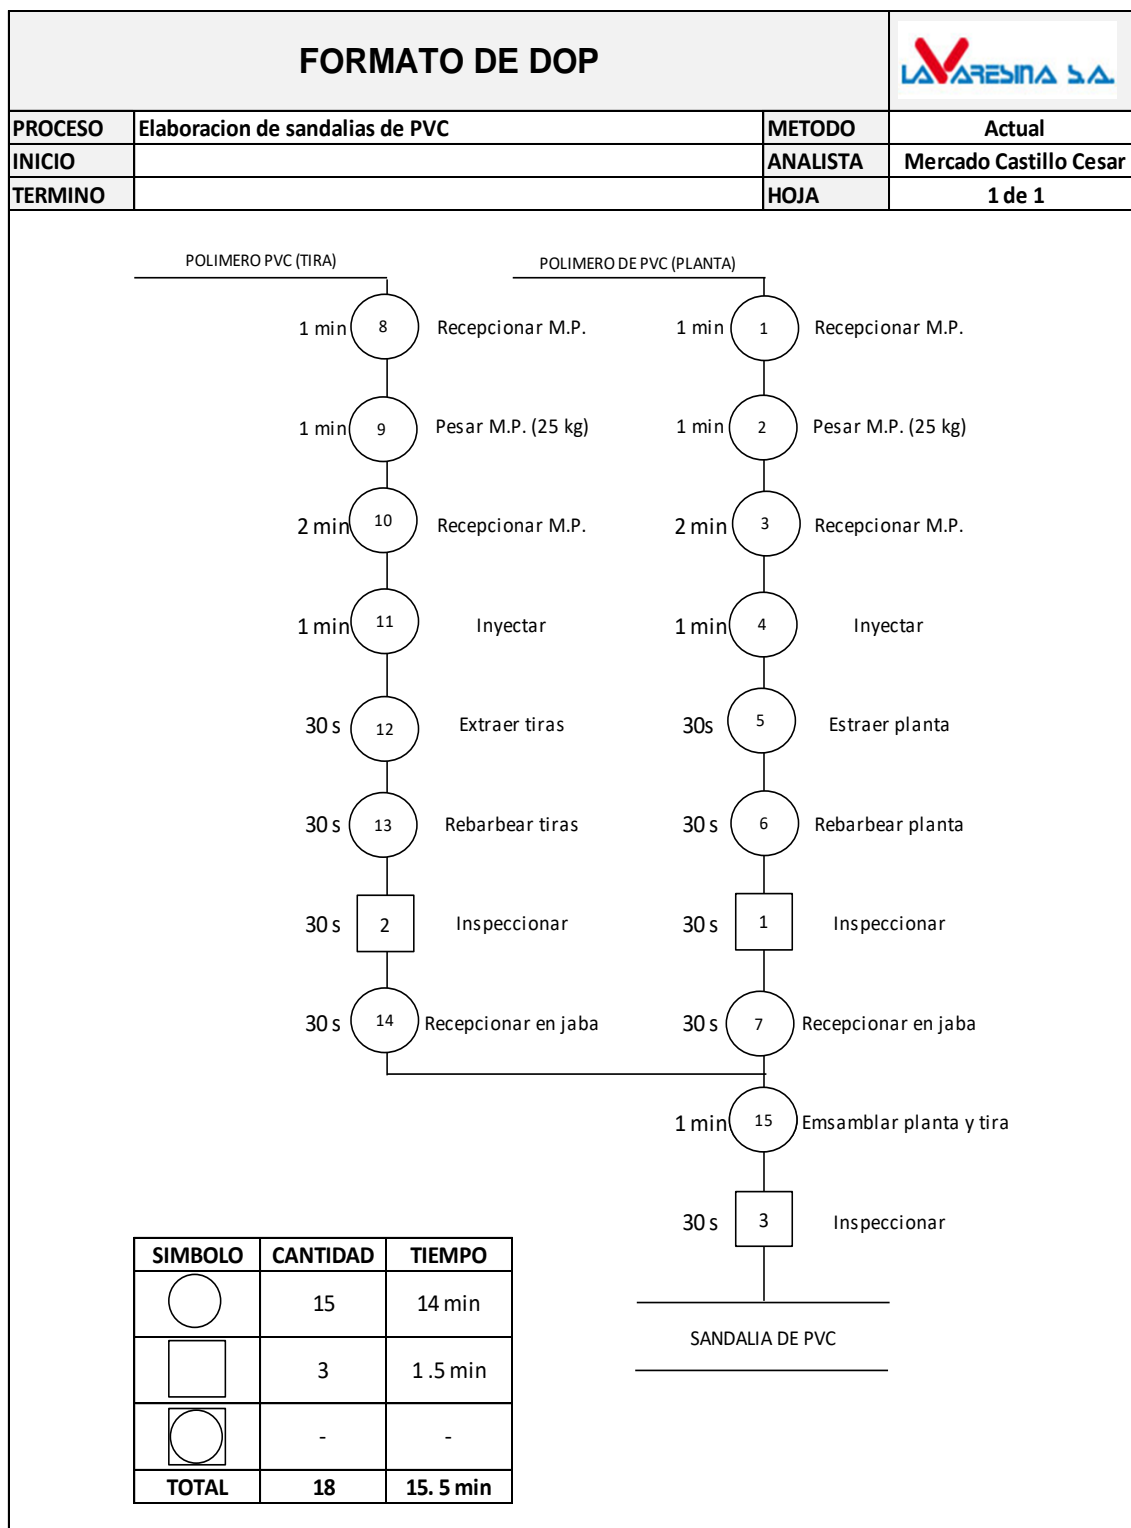 FORMATO DE DOP
LAVARESINA S.A.
PROCESO Elaboracion de sandalias de PVC METODO Actual
INICIO ANALISTA Mercado Castillo Cesar
TERMINO HOJA 1 de 1
POLIMERO PVC (TIRA) POLIMERO DE PVC (PLANTA)
1 min 8 Recepcionar M.P. 1 min 1 Recepcionar M.P.
1 min 9 Pesar M.P. (25 kg) 1 min 2 Pesar M.P. (25 kg)
2 min 10 Recepcionar M.P. 2 min 3 Recepcionar M.P.
1 min 11 Inyectar 1 min 4 Inyectar
30 s 12 Extraer tiras 30s 5 Estraer planta
30 s 13 Rebarbear tiras 30 s 6 Rebarbear planta
30 s 2 Inspeccionar 30 s 1 Inspeccionar
30 s 14 Recepcionar en jaba 30 s 7 Recepcionar en jaba
1 min 15 Emsamblar planta y tira
30 s 3 Inspeccionar
SANDALIA DE PVC
SIMBOLO CANTIDAD TIEMPO
15 14 min
3 1 .5 min
- -
TOTAL 18 15. 5 min